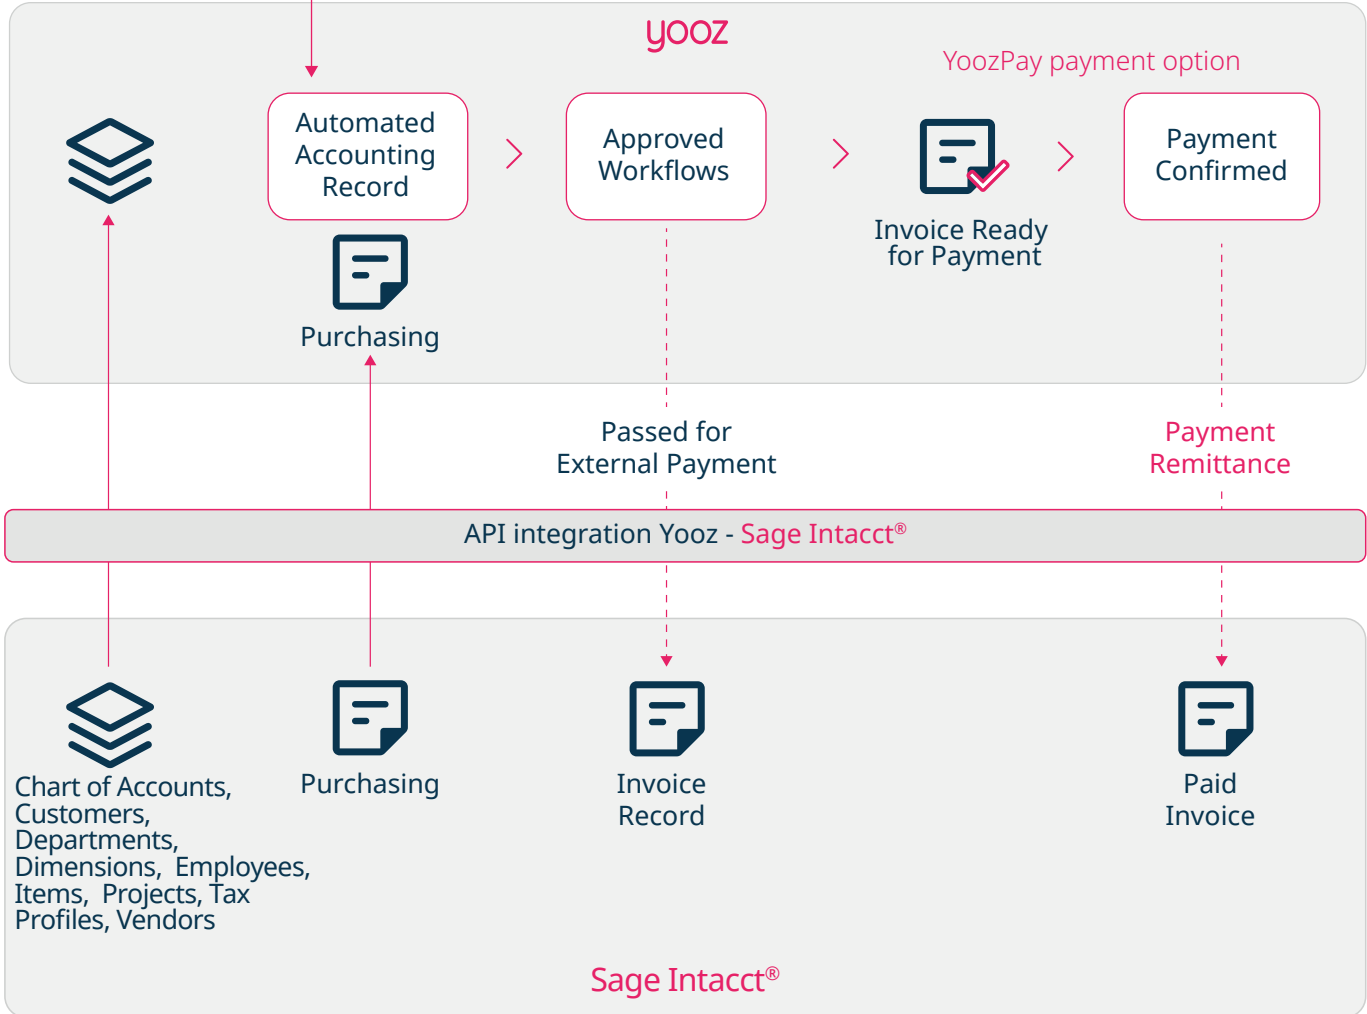 yooz
YoozPay payment option
Automated
Accounting
Record
Approved
Workflows
Payment
Confirmed
Invoice Ready
for Payment
Purchasing
Passed for
External Payment
Payment
Remittance
API integration Yooz - Sage Intacct®
Chart of Accounts,
Customers,
Departments,
Dimensions, Employees,
Items, Projects, Tax
Profiles, Vendors
Purchasing
Invoice
Record
Paid
Invoice
Sage Intacct®